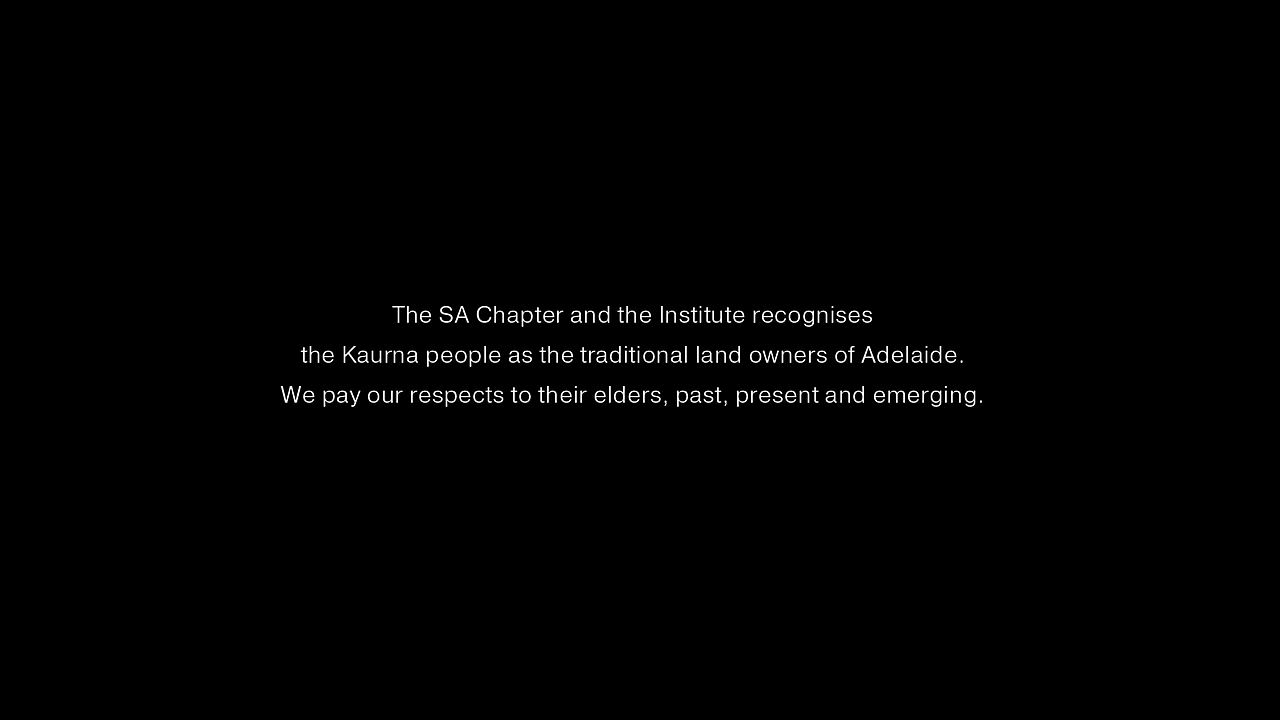 The SA Chapter and the Institute recognises
the Kaurna people as the traditional land owners of Adelaide.
We pay our respects to their elders, past, present and emerging.